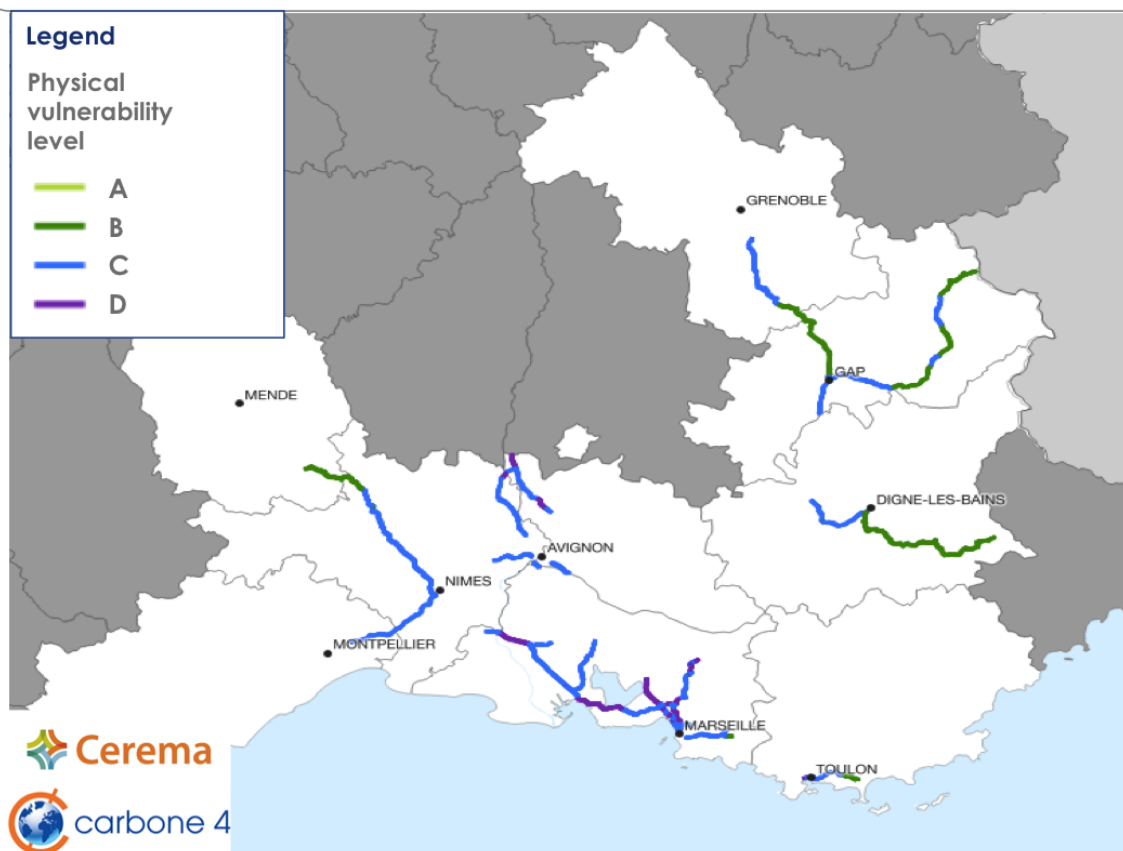 Legend
Physical
vulnerability
level
A
B
C
D
GRENOBLE
GAP
MENDE
DIGNE-LES-BAINS
AVIGNON
NIMES
MONTPELLIER
MARSEILLE
TOULON
Cerema
carbone 4